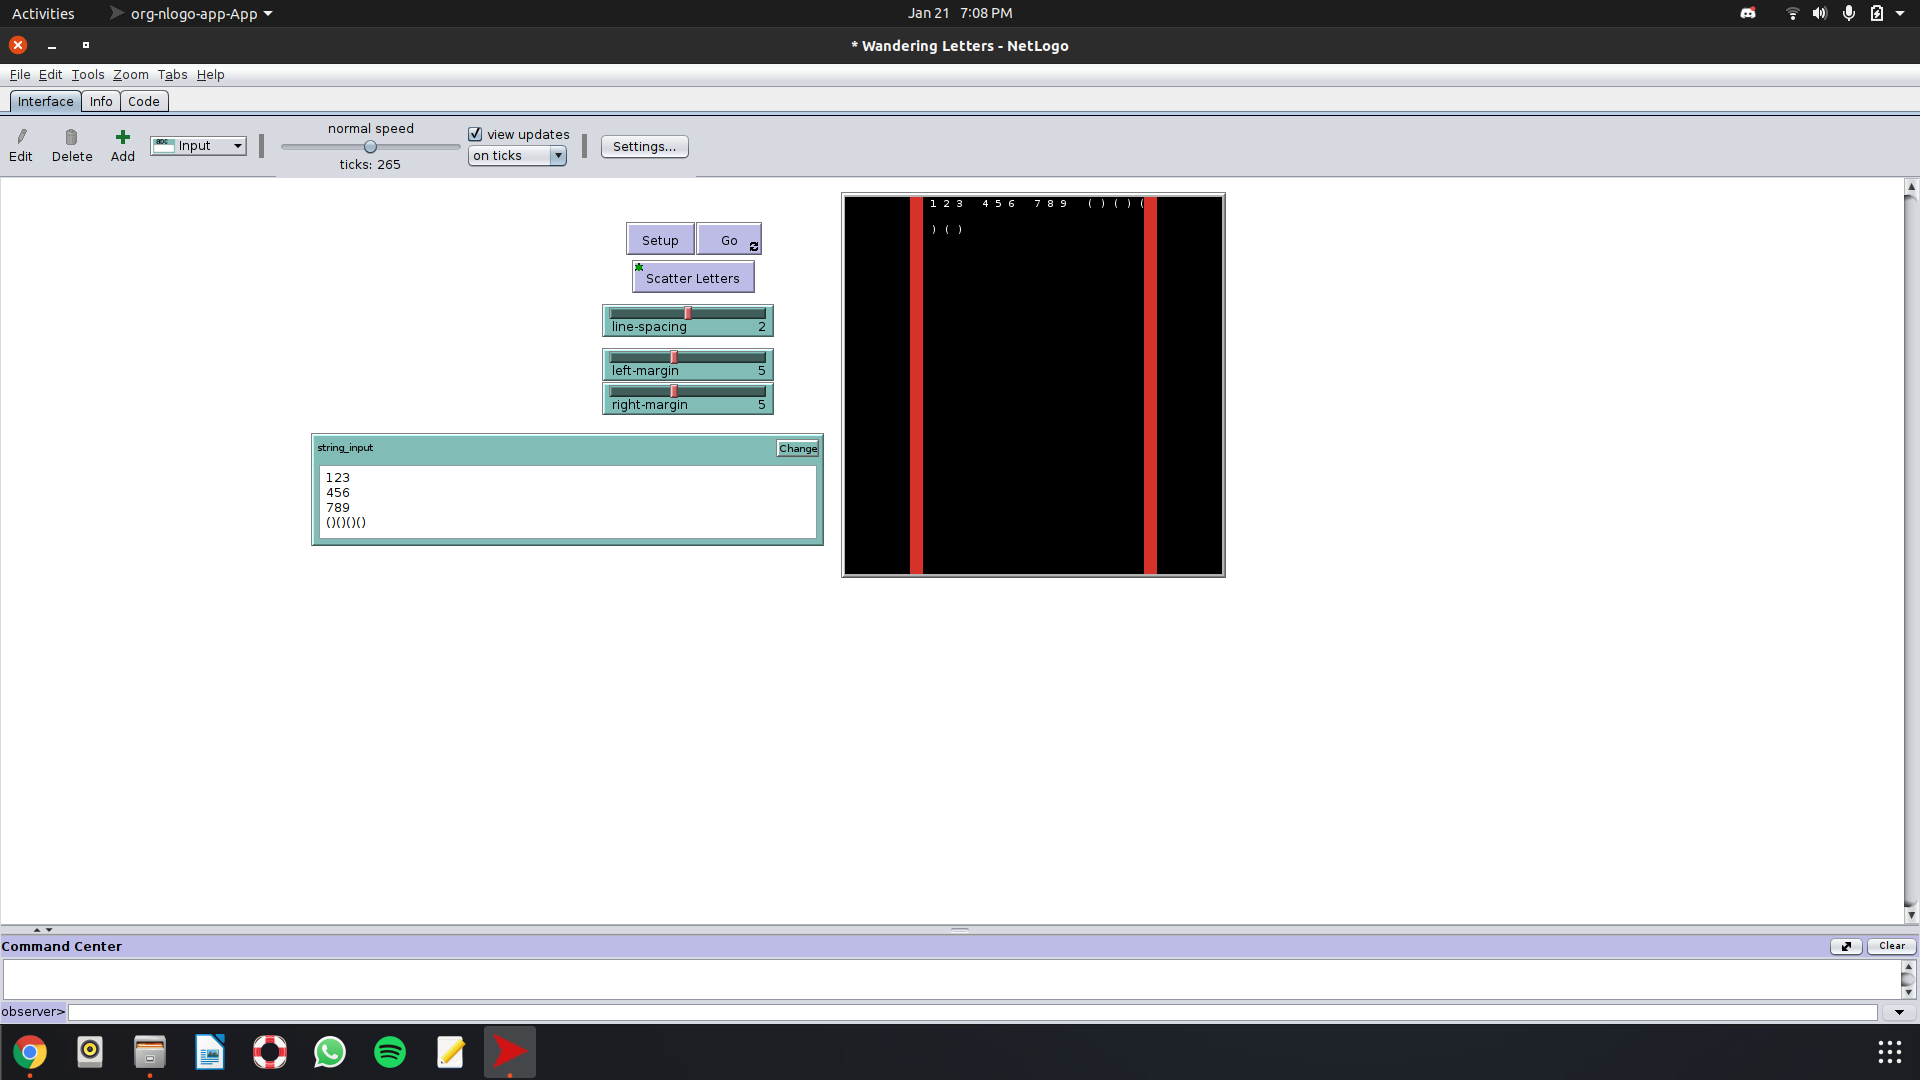 Activities
org-nlogo-app-App
Jan 21 7:08 PM
* Wandering Letters - NetLogo
File Edit Tools Zoom Tabs Help
Interface Info Code
Edit
Delete
Add
abc Input
normal speed
ticks: 265
view updates
on ticks
Settings...
Setup
Go
Scatter Letters
line-spacing 2
left-margin 5
right-margin 5
string_input
Change
123
456
789
()()()()
1 2 3 4 5 6 7 8 9 ( ) ( ) (
) ( )
Command Center
Clear
observer>